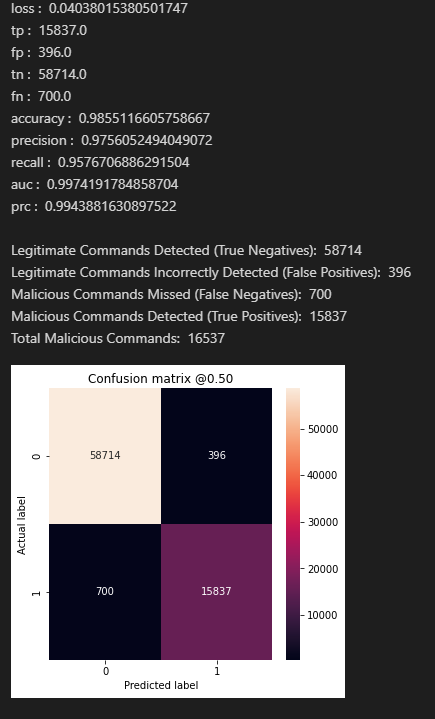 loss :  0.04038015380501747
tp :  15837.0
fp :  396.0
tn :  58714.0
fn :  700.0
accuracy :  0.9855116605758667
precision :  0.9756052494049072
recall :  0.9576706886291504
auc :  0.9974191784858704
prc :  0.9943881630897522
Legitimate Commands Detected (True Negatives):  58714
Legitimate Commands Incorrectly Detected (False Positives):  396
Malicious Commands Missed (False Negatives):  700
Malicious Commands Detected (True Positives):  15837
Total Malicious Commands:  16537
Confusion matrix @0.50
Actual label
0
58714
396
1
700
15837
0
1
Predicted label
50000
40000
30000
20000
10000